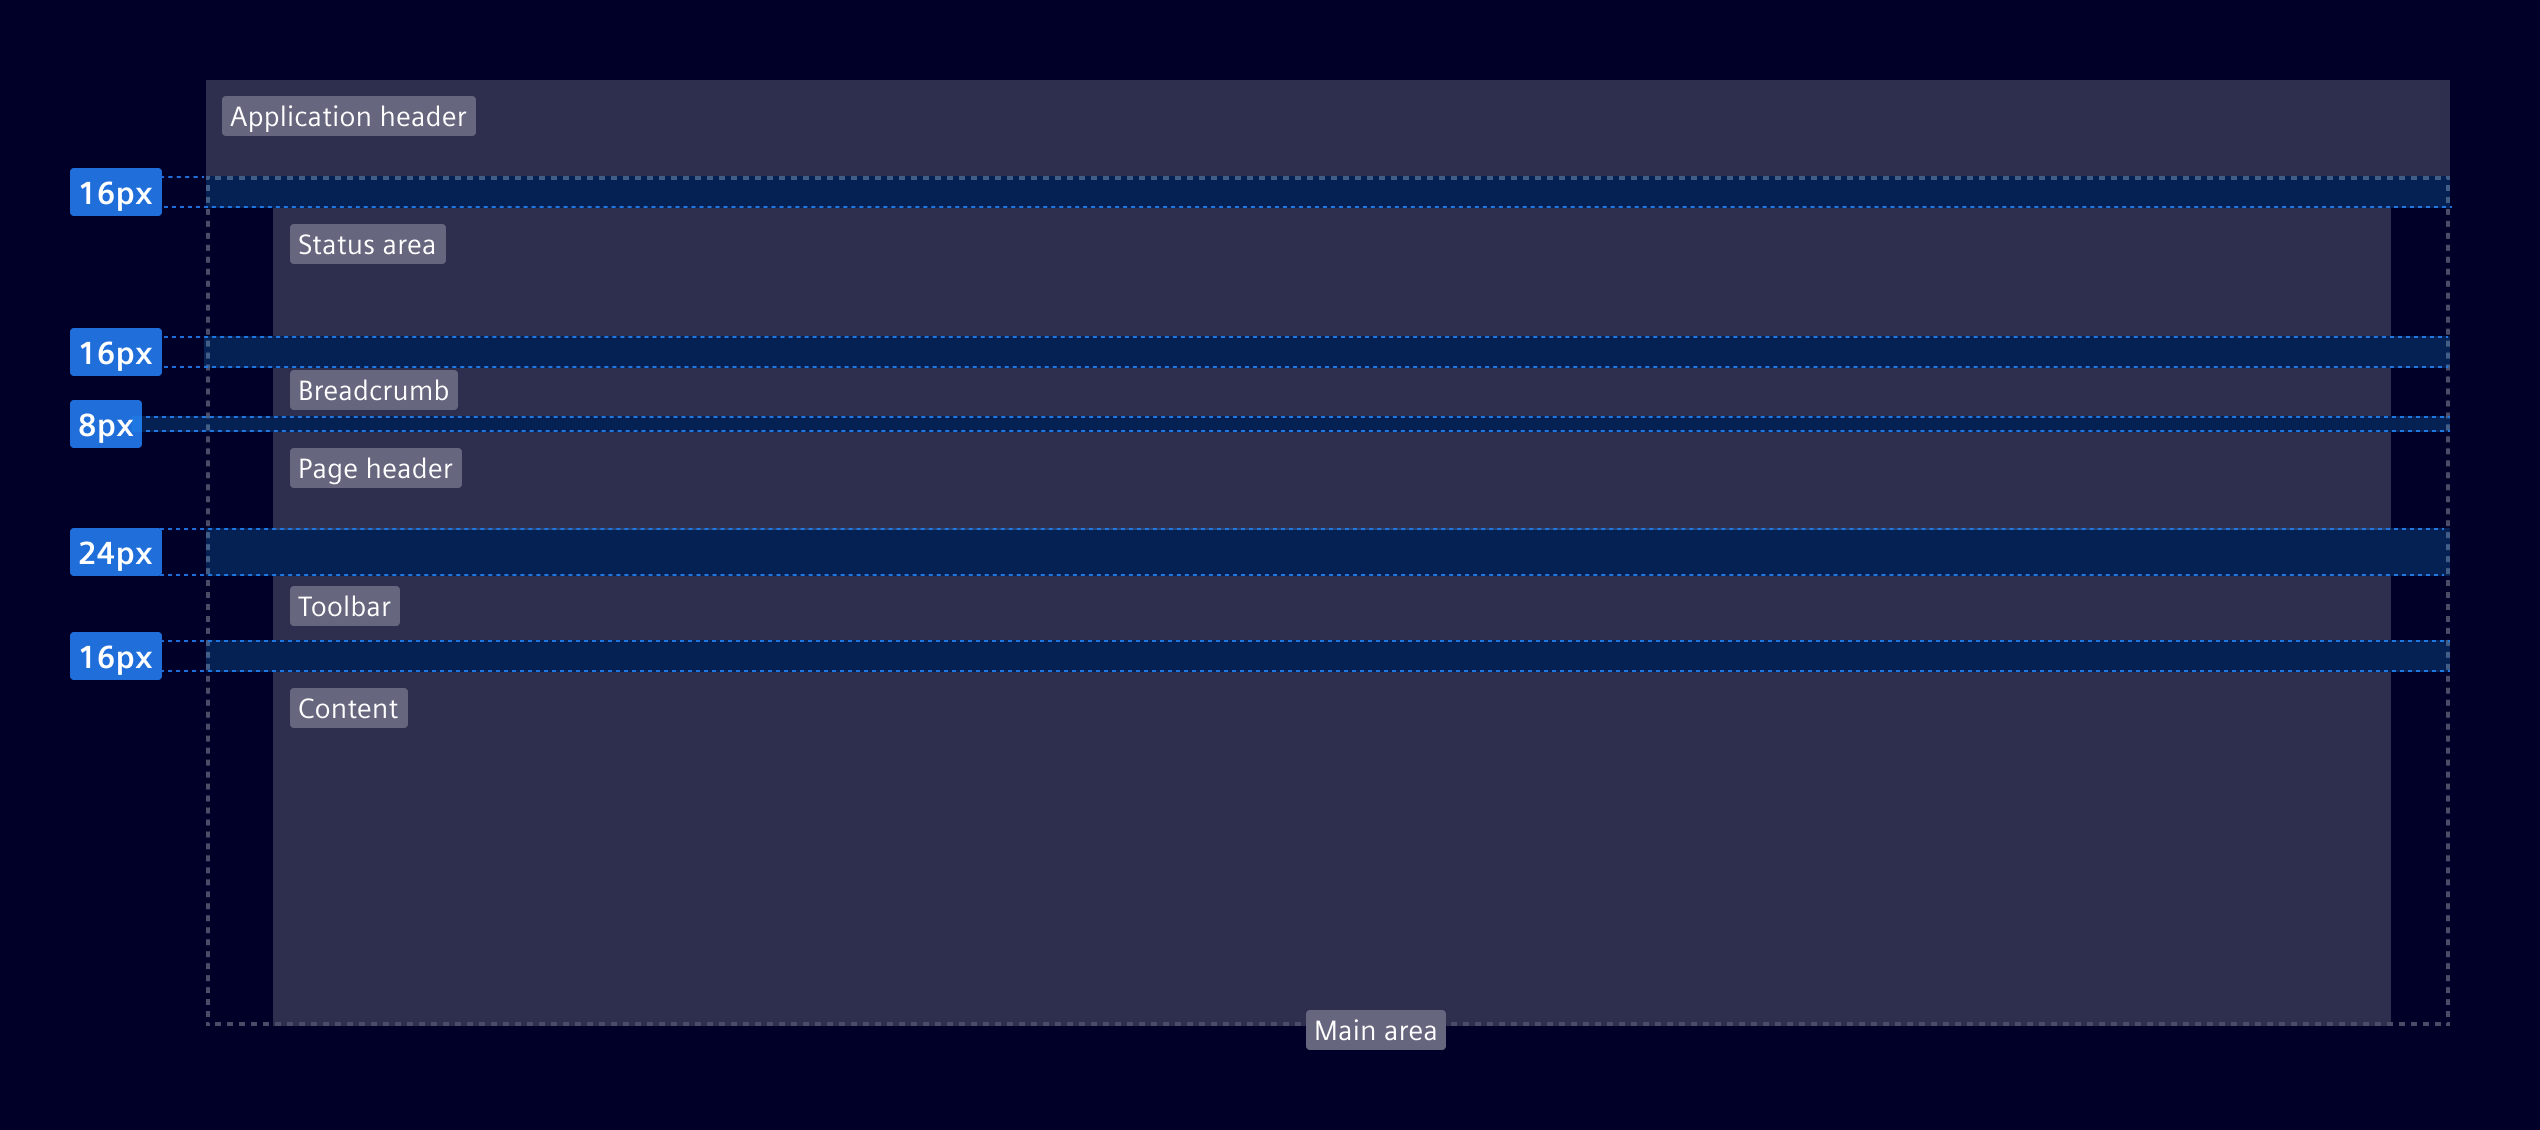 Application header
16px
Status area
16px
Breadcrumb
8px
Page header
24px
Toolbar
16px
Content
Main area